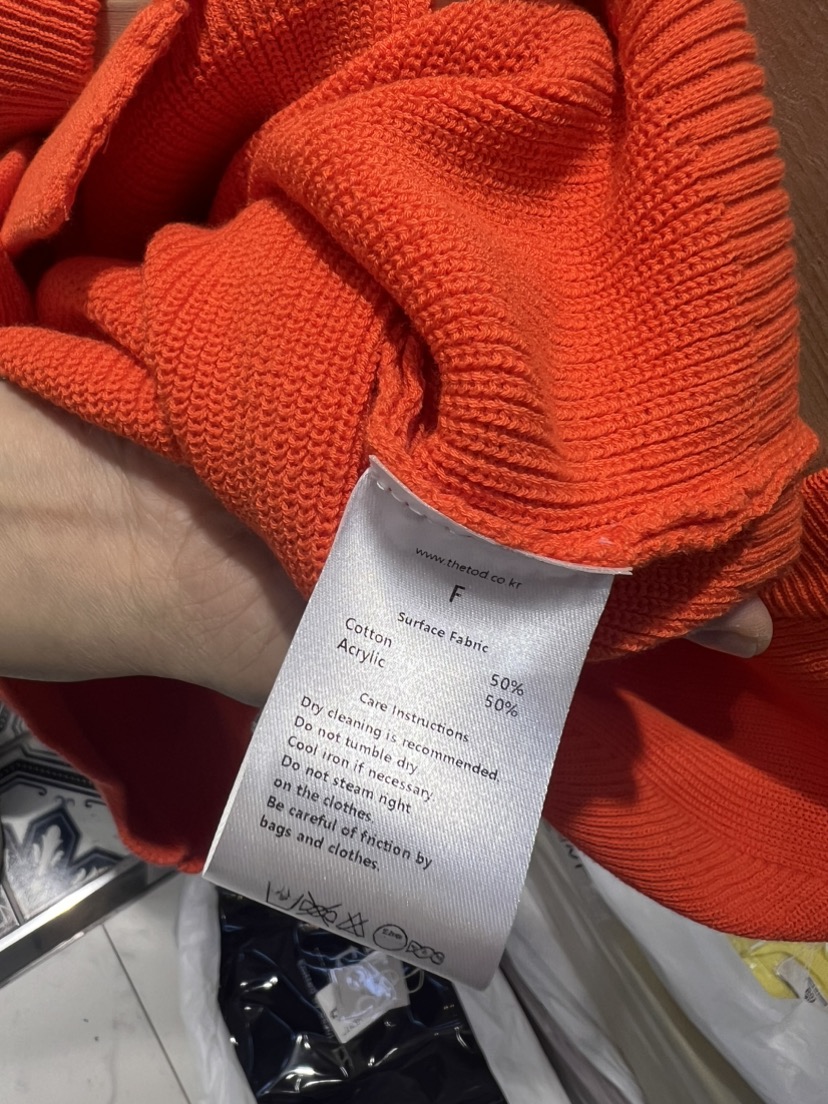 www.thetod.co.kr
F
Surface Fabric
Cotton 50%
Acrylic 50%
Care Instructions
Dry cleaning is recommended
Do not tumble dry
Cool iron if necessary.
Do not steam right
on the clothes.
Be careful of friction by
bags and clothes.